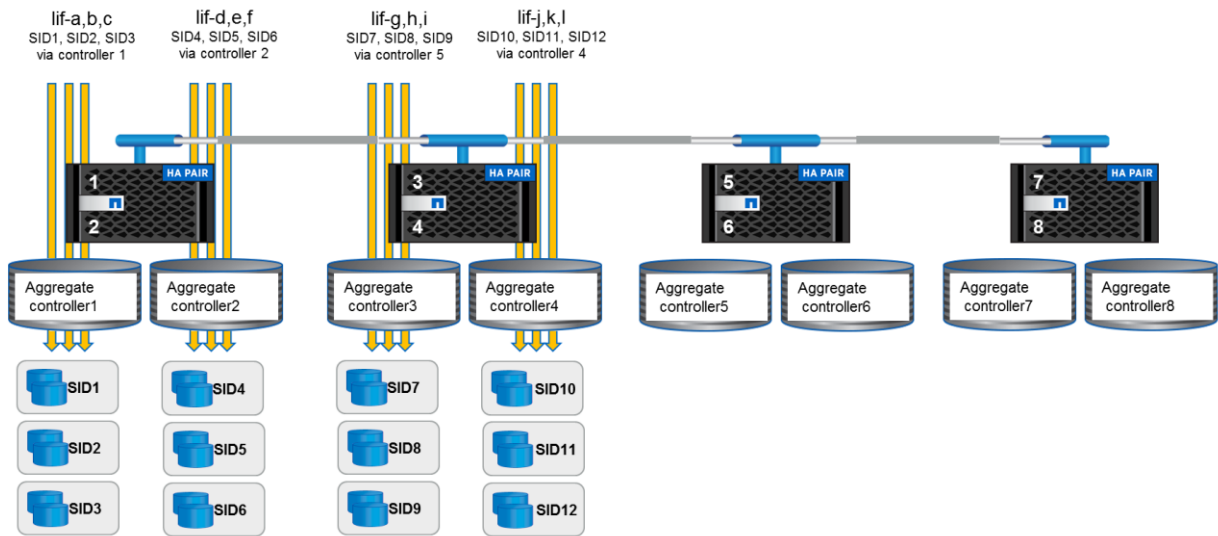 lif-a,b,c
SID1, SID2, SID3
via controller 1
lif-d,e,f
SID4, SID5, SID6
via controller 2
lif-g,h,i
SID7, SID8, SID9
via controller 5
lif-j,k,l
SID10, SID11, SID12
via controller 4
1
HA PAIR
2
3
HA PAIR
4
5
HA PAIR
6
7
HA PAIR
8
Aggregate
controller1
Aggregate
controller2
Aggregate
controller3
Aggregate
controller4
Aggregate
controller5
Aggregate
controller6
Aggregate
controller7
Aggregate
controller8
SID1
SID4
SID7
SID10
SID2
SID5
SID8
SID11
SID3
SID6
SID9
SID12